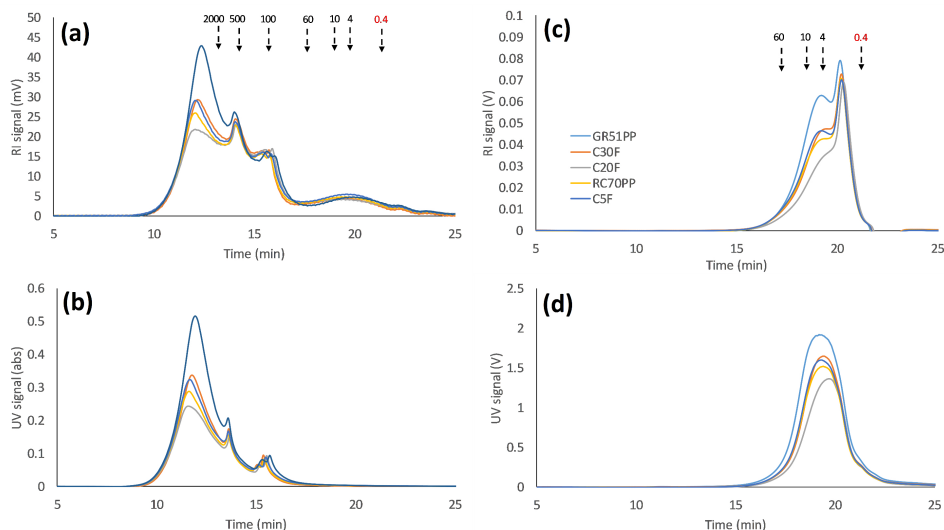 (a)
2000 500 100 60 10 4 0.4
50
45
40
35
30
25
20
15
10
5
0
RI signal (mV)
5 10 15 20 25
Time (min)
(c)
60 10 4 0.4
0.1
0.09
0.08
0.07
0.06
0.05
0.04
0.03
0.02
0.01
0
RI signal (V)
GR51PP
C30F
C20F
RC70PP
C5F
5 10 15 20 25
Time (min)
(b)
0.6
0.5
0.4
0.3
0.2
0.1
0
UV signal (abs)
5 10 15 20 25
Time (min)
(d)
2.5
2
1.5
1
0.5
0
UV signal (V)
5 10 15 20 25
Time (min)